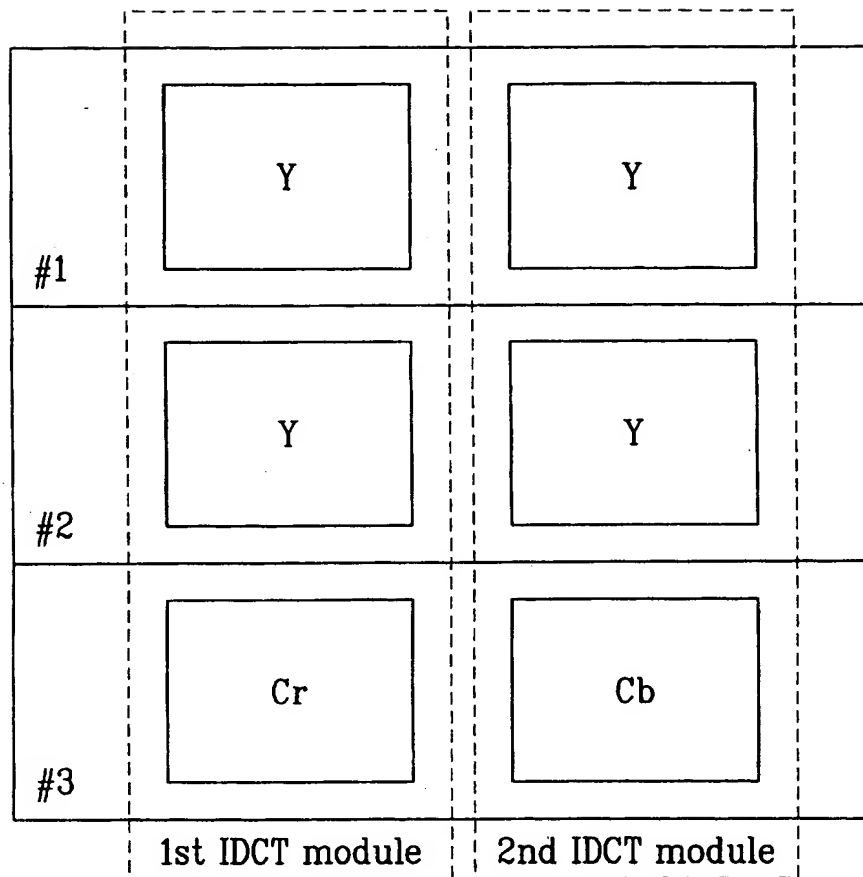 Y Y
#1
Y Y
#2
Cr Cb
#3
1st IDCT module 2nd IDCT module